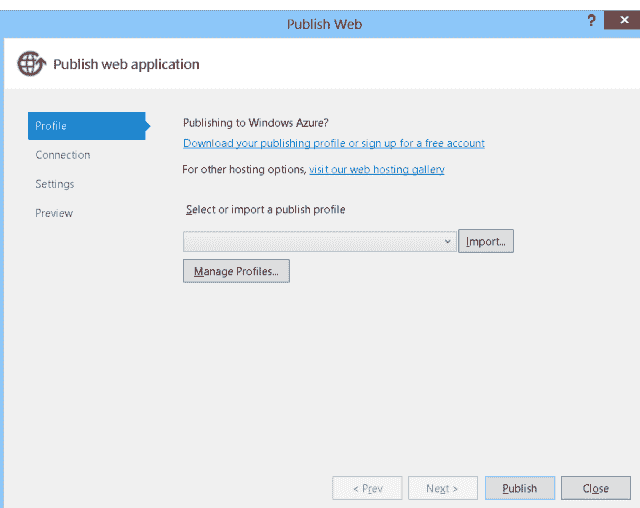 Publish Web
?
Publish web application
Profile
Connection
Settings
Preview
Publishing to Windows Azure?
Download your publishing profile or sign up for a free account
For other hosting options, visit our web hosting gallery
Select or import a publish profile
Import...
Manage Profiles...
< Prev
Next >
Publish
Close